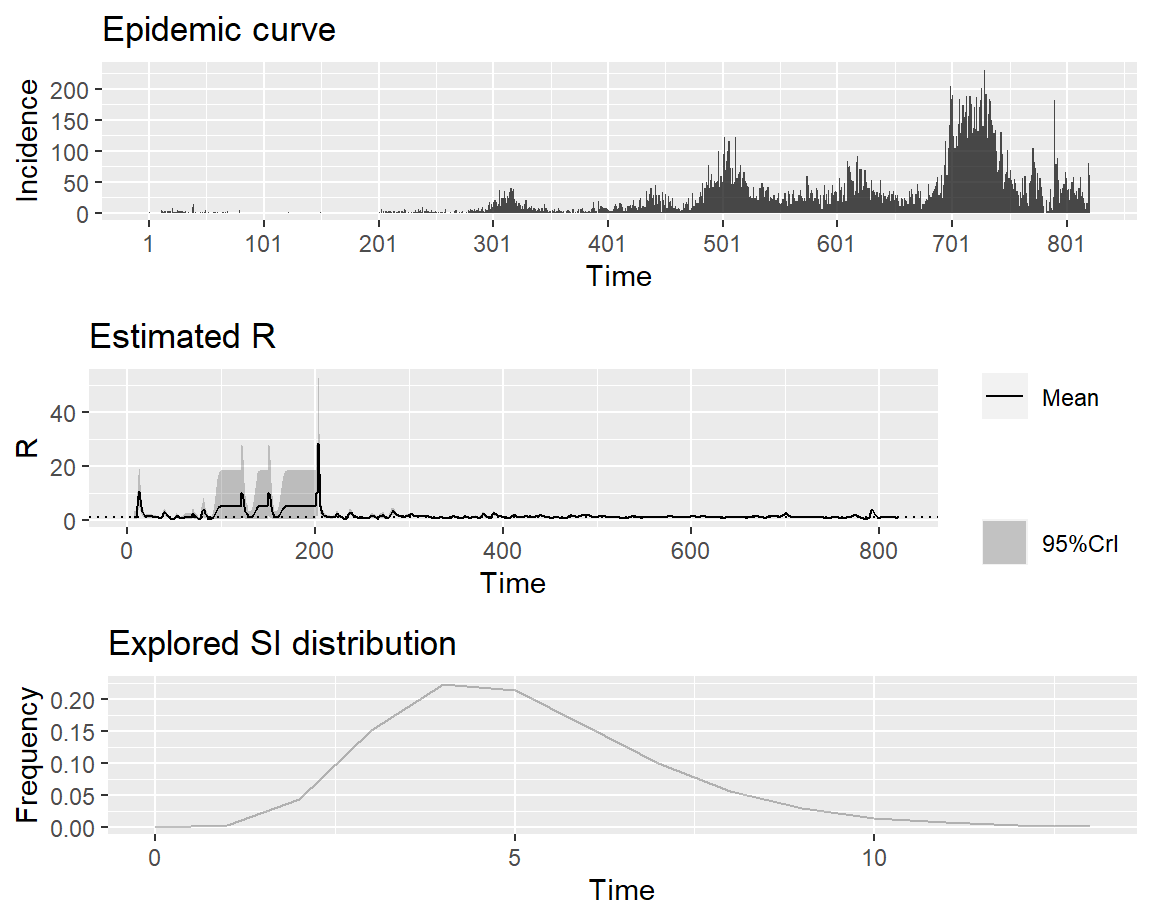 Epidemic curve
Incidence
200
150
100
50
0
1 101 201 301 401 501 601 701 801
Time
Estimated R
R
40
20
0
0 200 400 600 800
Time
Mean
95%CrI
Explored SI distribution
Frequency
0.20
0.15
0.10
0.05
0.00
0 5 10
Time